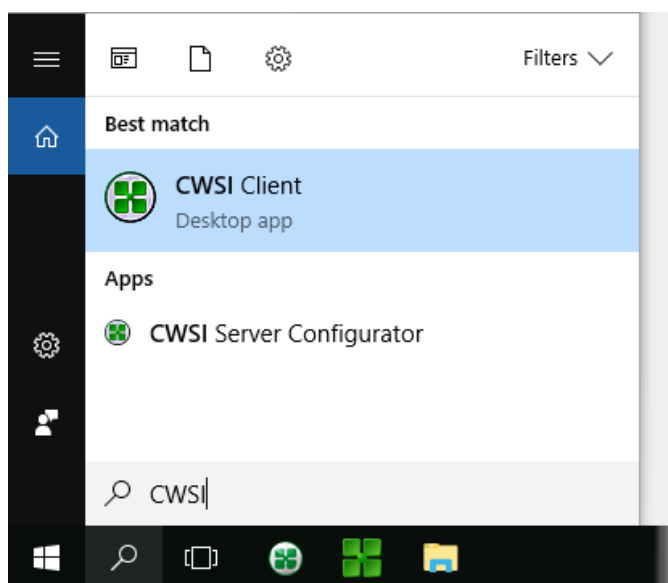 Filters
Best match
CWSI Client
Desktop app
Apps
CWSI Server Configurator
CWSI